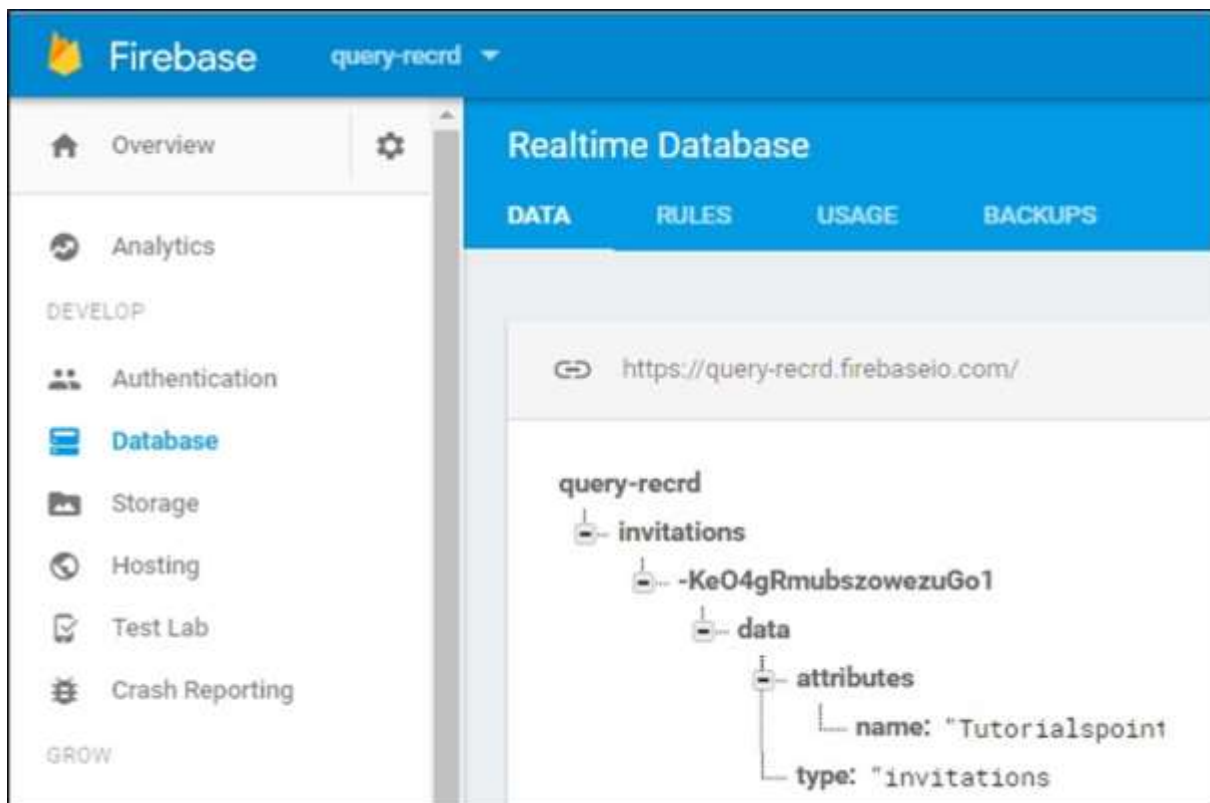 Firebase query-recrd
Overview
Analytics
DEVELOP
Authentication
Database
Storage
Hosting
Test Lab
Crash Reporting
GROW
Realtime Database
DATA RULES USAGE BACKUPS
https://query-recrd.firebaseio.com/
query-recrd
invitations
-KeO4gRmubszowezuGo1
data
attributes
name: "Tutorialspoint
type: "invitations